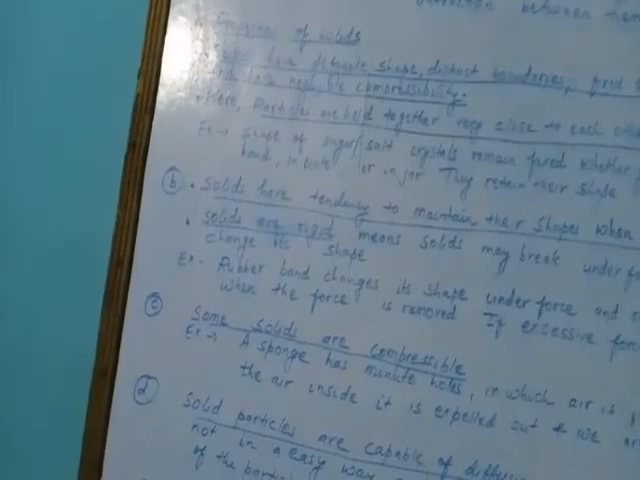 between
of solids
have definite shape, distinct boundaries, fixed
have negligible compressibility.
Here, Particles are held together very close to each
Ex → Shape of sugar/salt crystals remain fixed whether
hand, in plate or in jar They retain their shape
(b) • Solids have tendency to maintain their shapes when
• Solids are rigid means solids may break under
change its shape
Ex - Rubber band changes its shape under force and
when the force is removed If excessive
(c) Some solids are compressible
Ex → A sponge has minute holes, in which air is
the air inside it is expelled out & we
(d) Solid particles are capable of
not in a easy way
of the